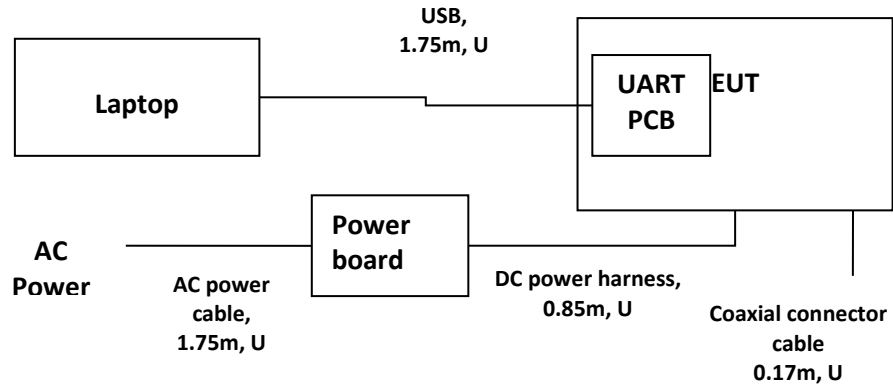 USB,
1.75m, U
Laptop
UART
PCB
EUT
Power
board
AC
Power
AC power
cable,
1.75m, U
DC power harness,
0.85m, U
Coaxial connector
cable
0.17m, U